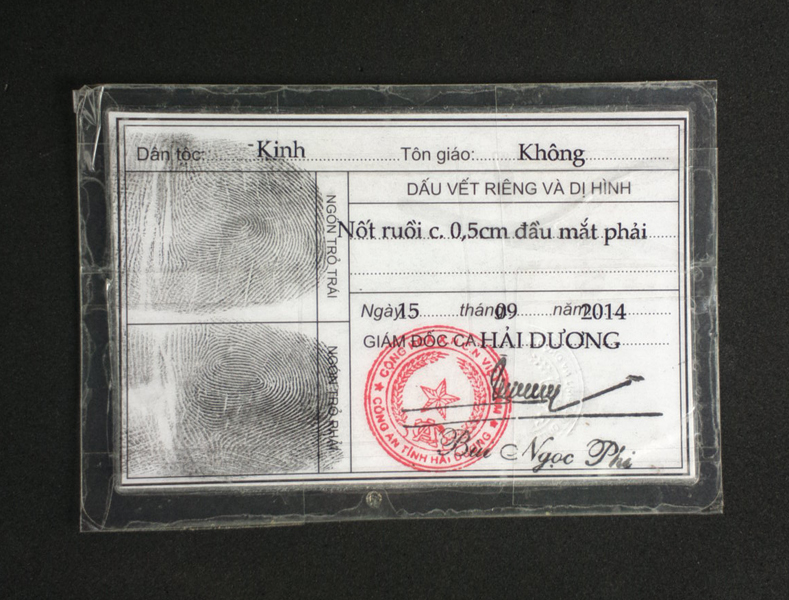 Dân tộc: Kinh Tôn giáo: Không
DẤU VẾT RIÊNG VÀ DỊ HÌNH
NGÓN TRỎ TRÁI
Nốt ruồi c. 0,5cm đầu mắt phải
Ngày 15 tháng 09 năm 2014
GIÁM ĐỐC CA HẢI DƯƠNG
NGÓN TRỎ PHẢI
CÔNG AN TỈNH HẢI DƯƠNG
Bùi Ngọc Phi